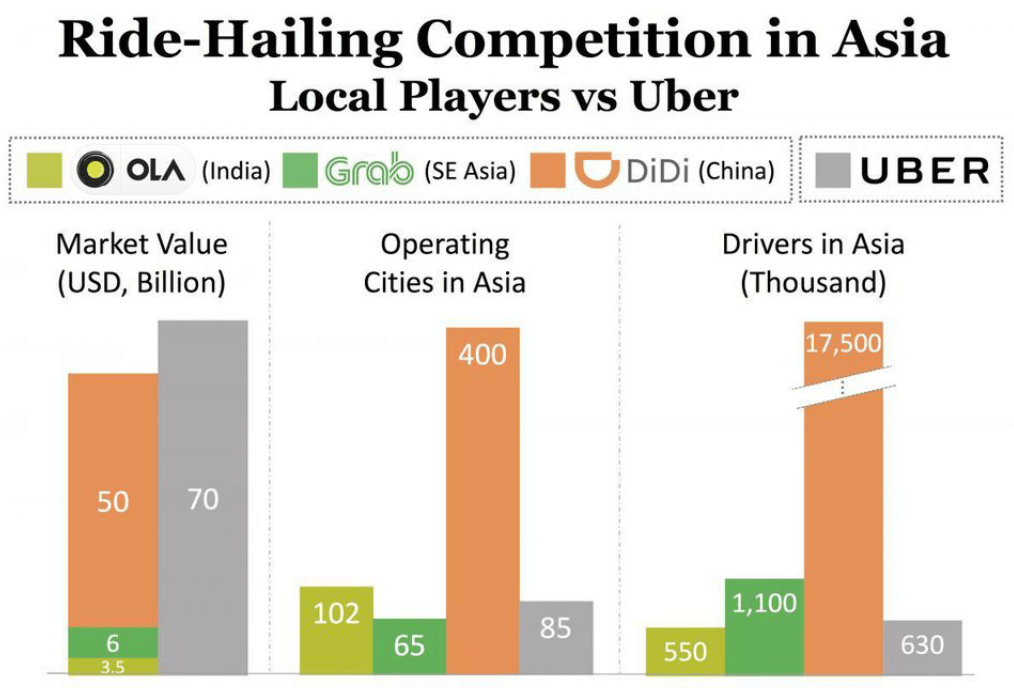 Ride-Hailing Competition in Asia
Local Players vs Uber
OLA (India) Grab (SE Asia) DiDi (China) UBER
Market Value
(USD, Billion)
Operating
Cities in Asia
Drivers in Asia
(Thousand)
50
70
6
3.5
102
65
400
85
550
1,100
17,500
630